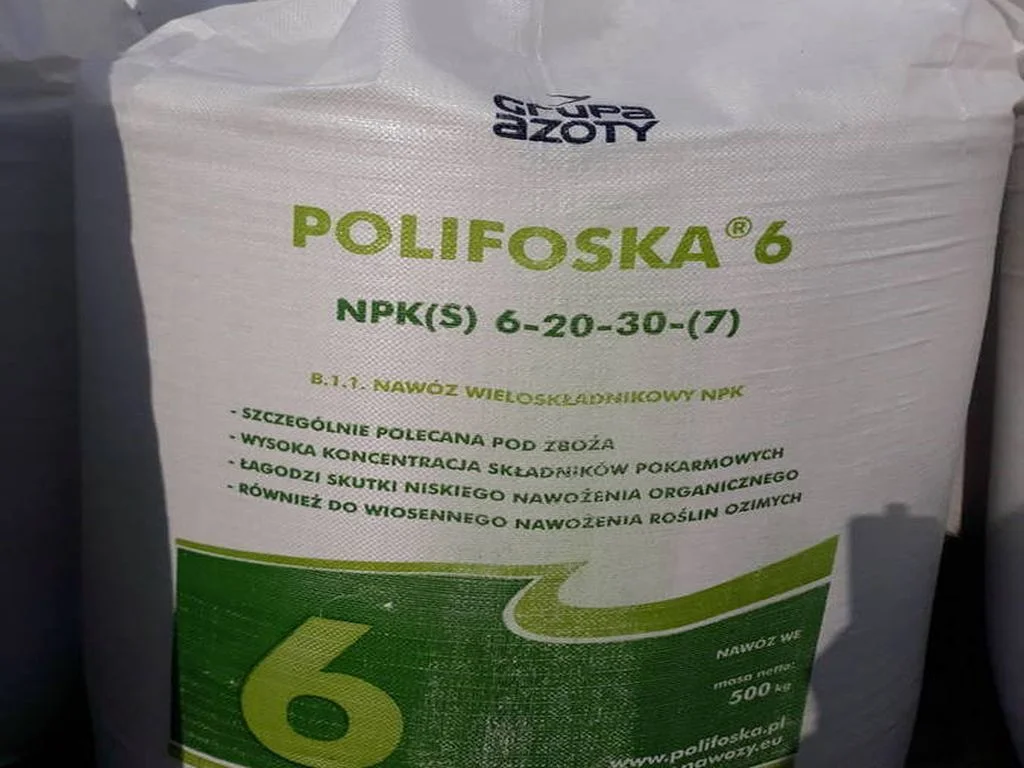 GRUPA
AZOTY
POLIFOSKA®6
NPK(S) 6-20-30-(7)
B.1.1. NAWÓZ WIELOSKŁADNIKOWY NPK
- SZCZEGÓLNIE POLECANA POD ZBOŻA
- WYSOKA KONCENTRACJA SKŁADNIKÓW POKARMOWYCH
- ŁAGODZI SKUTKI NISKIEGO NAWOŻENIA ORGANICZNEGO
- RÓWNIEŻ DO WIOSENNEGO NAWOŻENIA ROŚLIN OZIMYCH
6
NAWÓZ WE
masa netto:
500 kg
www.polifoska.pl
nawozy.eu